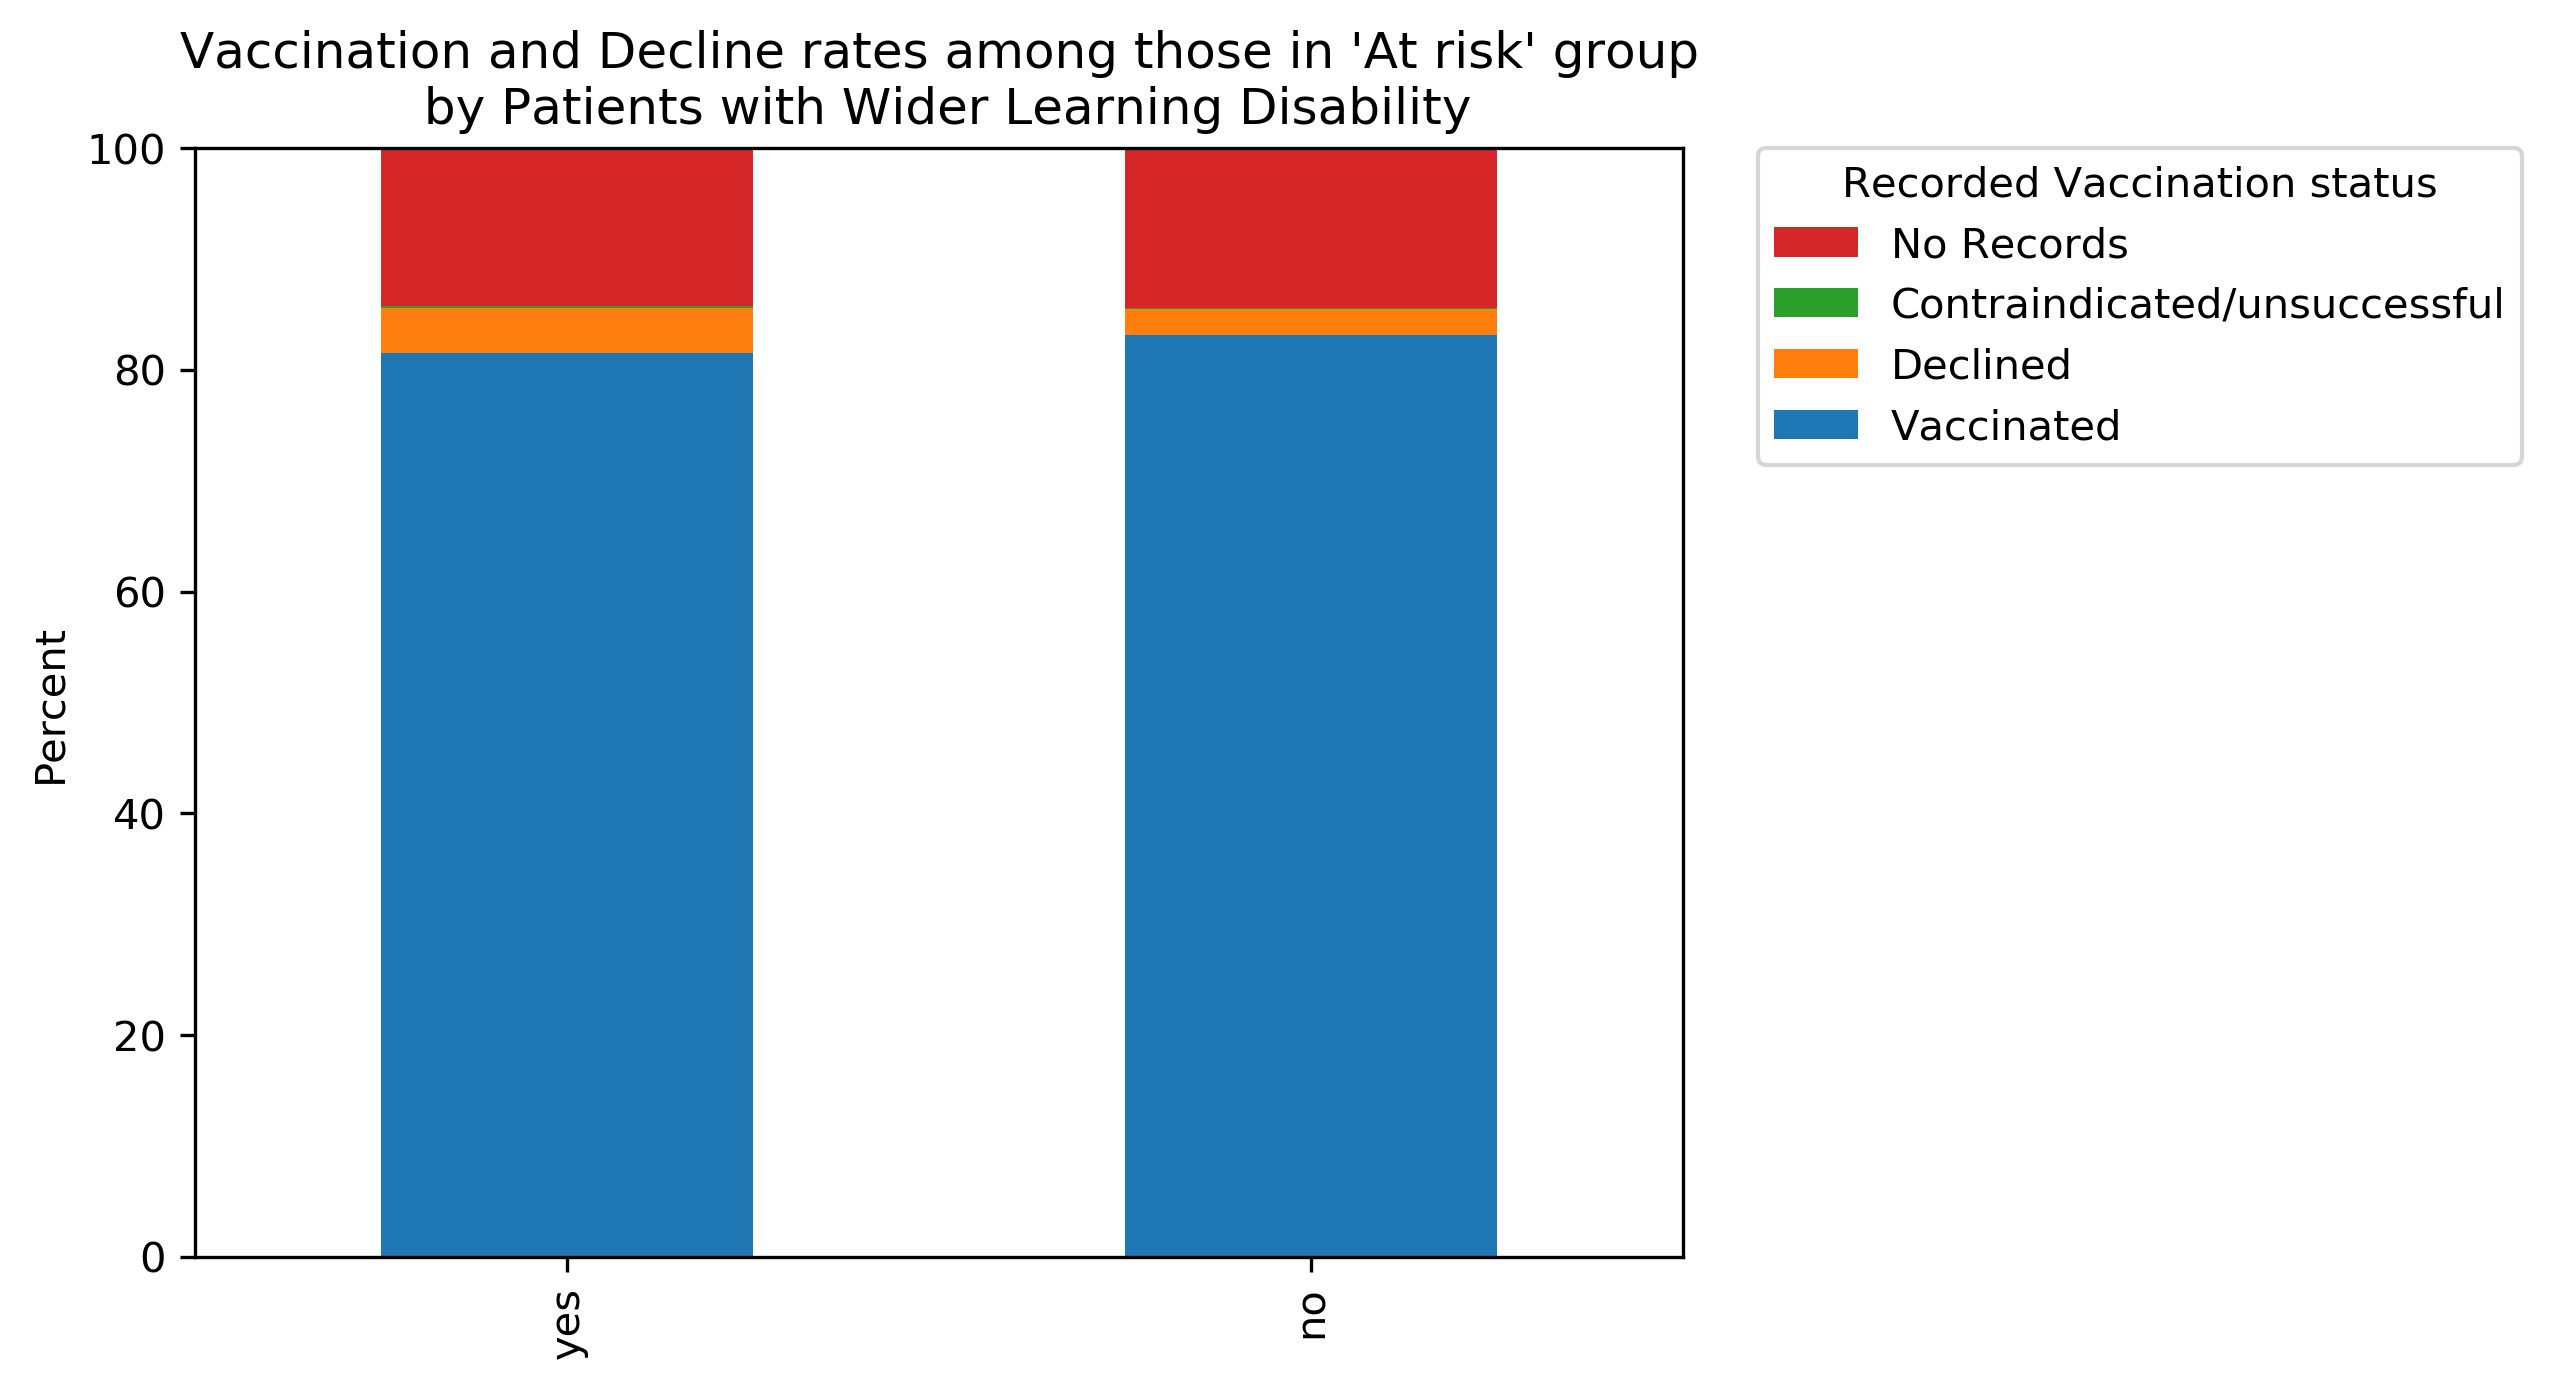 Vaccination and Decline rates among those in 'At risk' group
by Patients with Wider Learning Disability
100
80
60
40
20
0
Percent
yes
no
Recorded Vaccination status
No Records
Contraindicated/unsuccessful
Declined
Vaccinated